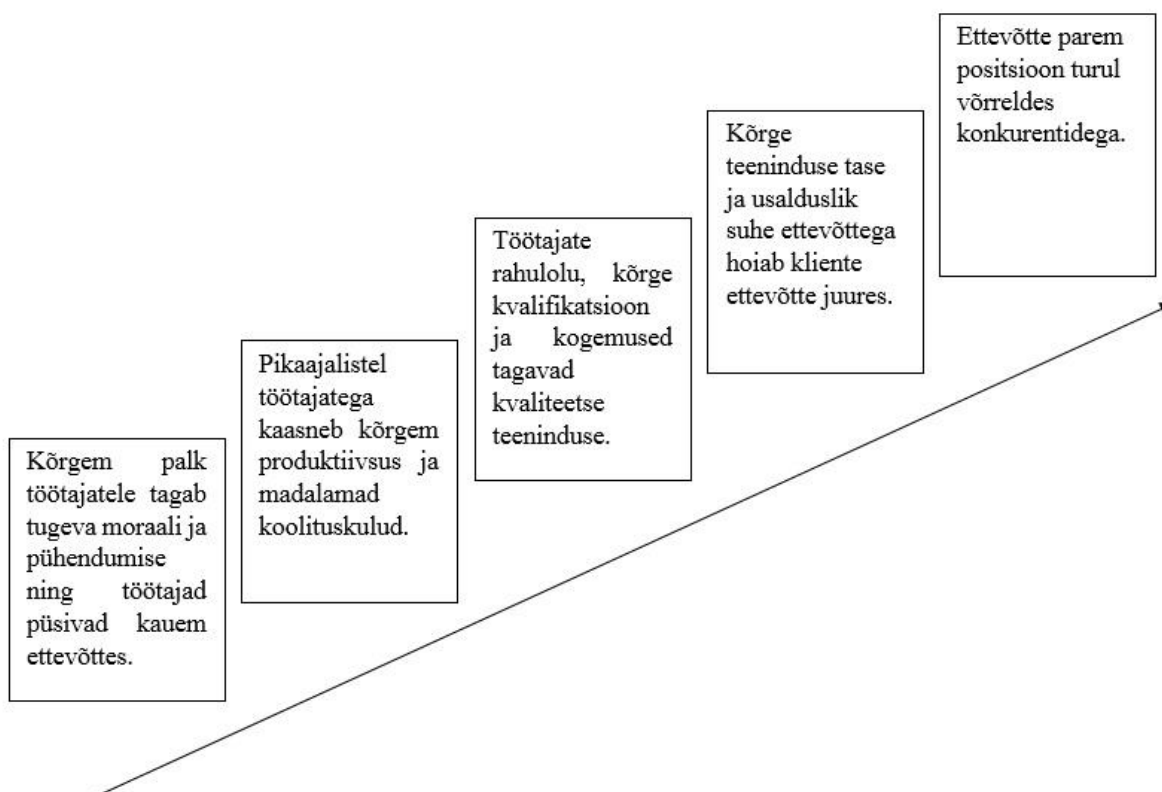 Kõrgem palk
töötajatele tagab
tugeva moraali ja
pühendumise
ning töötajad
püsivad kauem
ettevõttes.
Pikaajalistel
töötajatega
kaasneb kõrgem
produktiivsus ja
madalamad
koolituskulud.
Töötajate
rahulolu, kõrge
kvalifikatsioon
ja kogemused
tagavad
kvaliteetse
teeninduse.
Kõrge
teeninduse tase
ja usalduslik
suhe ettevõttega
hoiab kliente
ettevõtte juures.
Ettevõtte parem
positsioon turul
võrreldes
konkurentidega.